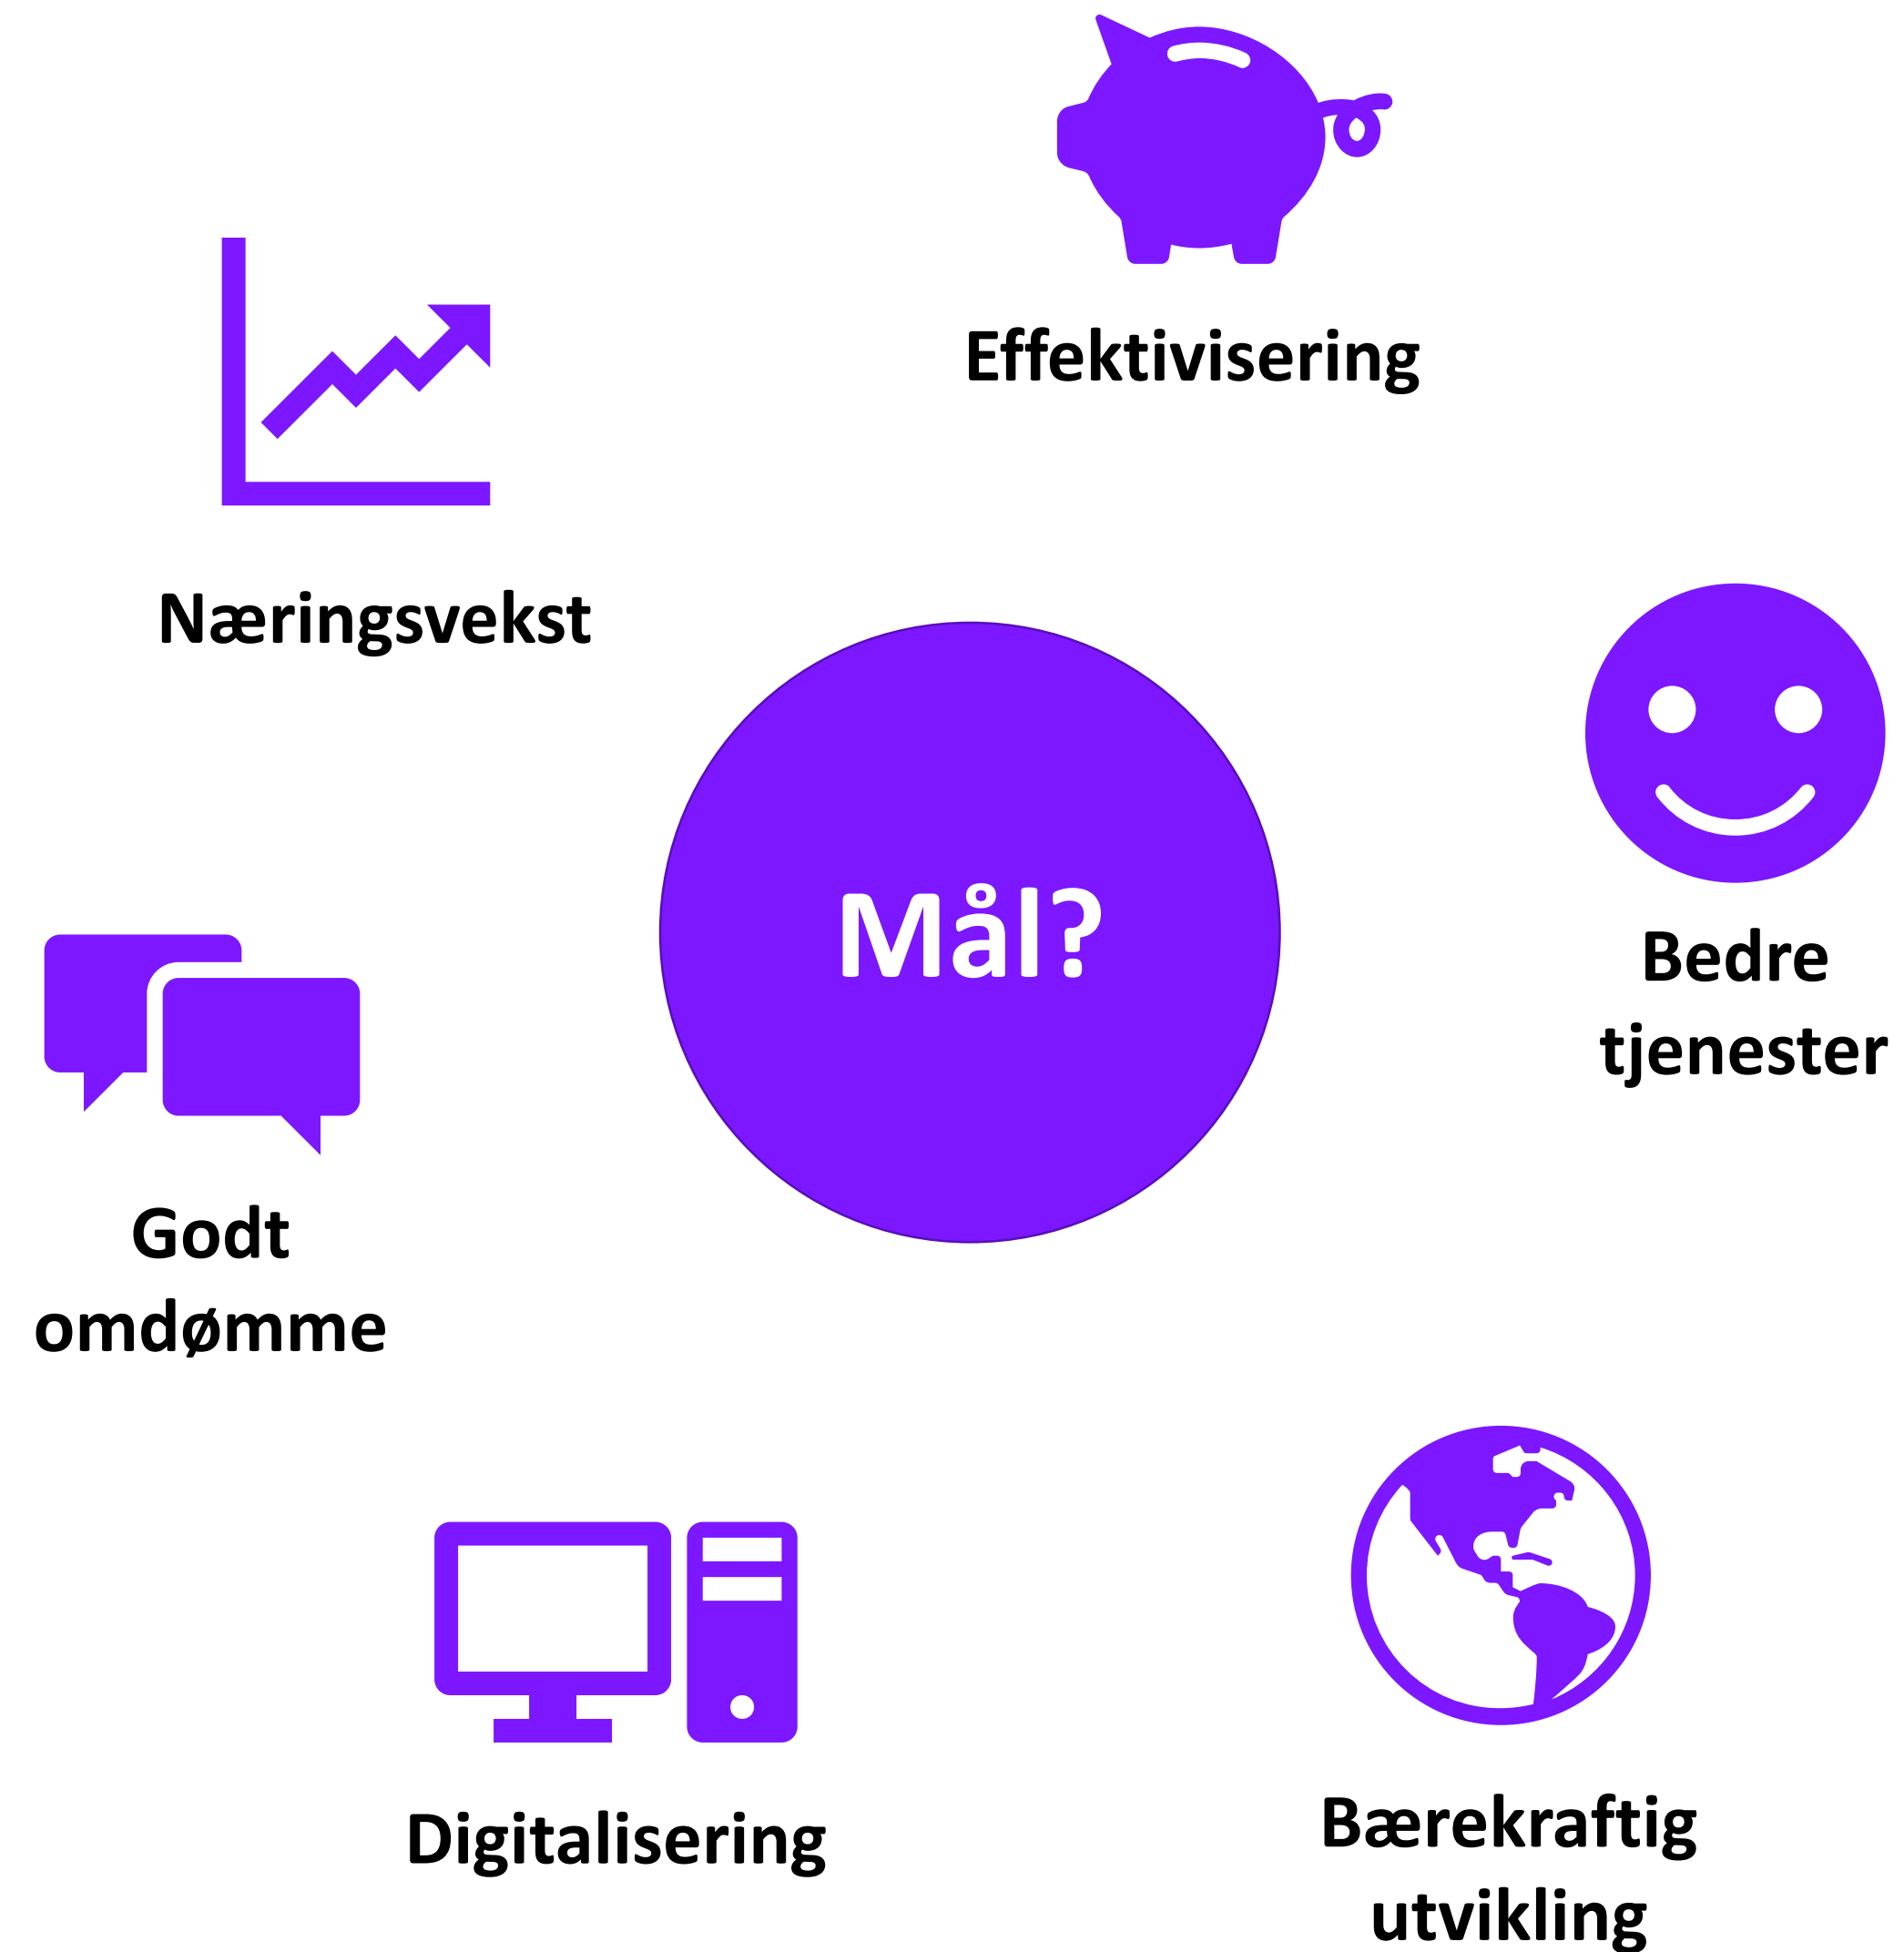 Effektivisering
Næringsvekst
Mål?
Bedre
tjenester
Godt
omdømme
Digitalisering
Bærekraftig
utvikling